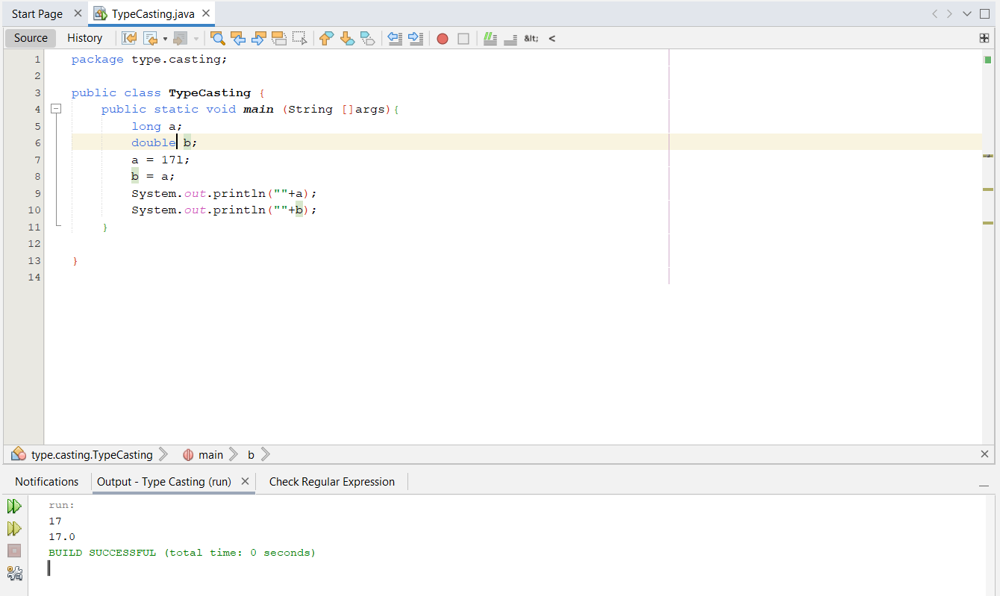 Start Page TypeCasting.java
Source History &lt; <
1 package type.casting;
2
3 public class TypeCasting {
4 public static void main (String []args){
5 long a;
6 double b;
7 a = 17l;
8 b = a;
9 System.out.println(""+a);
10 System.out.println(""+b);
11 }
12
13 }
14
type.casting.TypeCasting main b
Notifications Output - Type Casting (run) Check Regular Expression
run:
17
17.0
BUILD SUCCESSFUL (total time: 0 seconds)